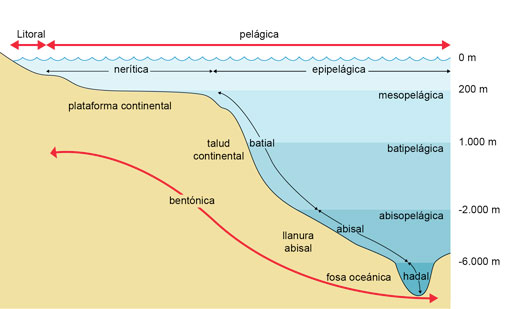 Litoral
pelágica
0 m
nerítica
epipelágica
200 m
mesopelágica
plataforma continental
talud
continental
batial
1.000 m
batipelágica
bentónica
-2.000 m
abisopelágica
abisal
llanura
abisal
-6.000 m
fosa oceánica
hadal